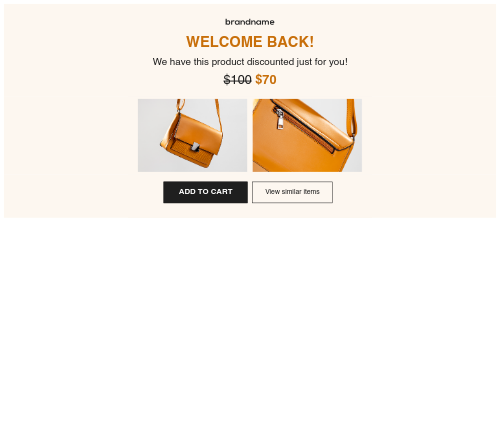 brandname
WELCOME BACK!
We have this product discounted just for you!
$100 $70
ADD TO CART
View similar items